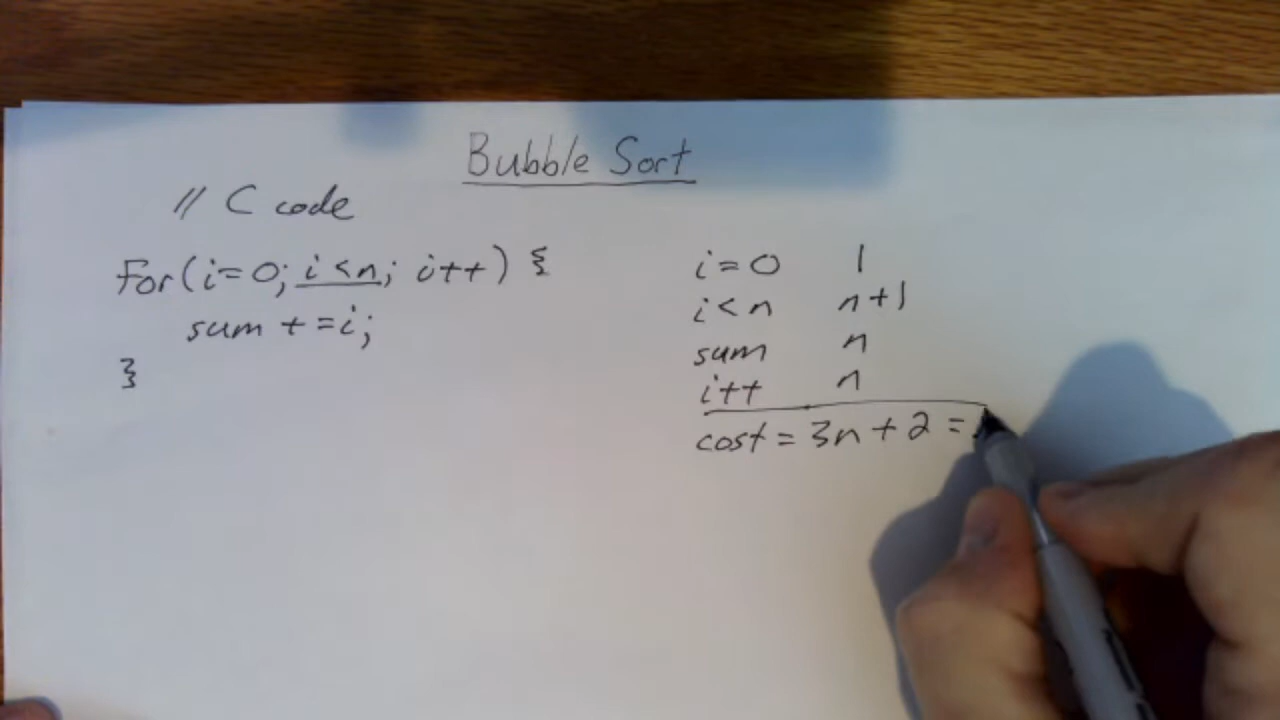 Bubble Sort
// C code
for(i=0; i<n; i++) {
sum += i;
}
i=0 1
i<n n+1
sum n
i++ n
cost = 3n+2 =